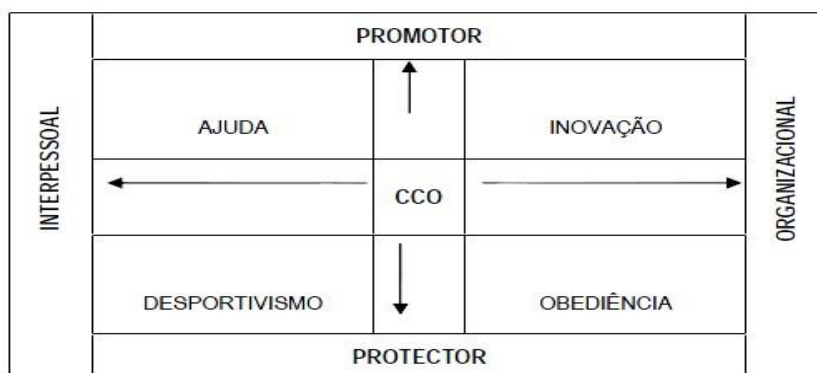 PROMOTOR
INTERPESSOAL
AJUDA
INOVAÇÃO
ORGANIZACIONAL
CCO
DESPORTIVISMO
OBEDIÊNCIA
PROTECTOR